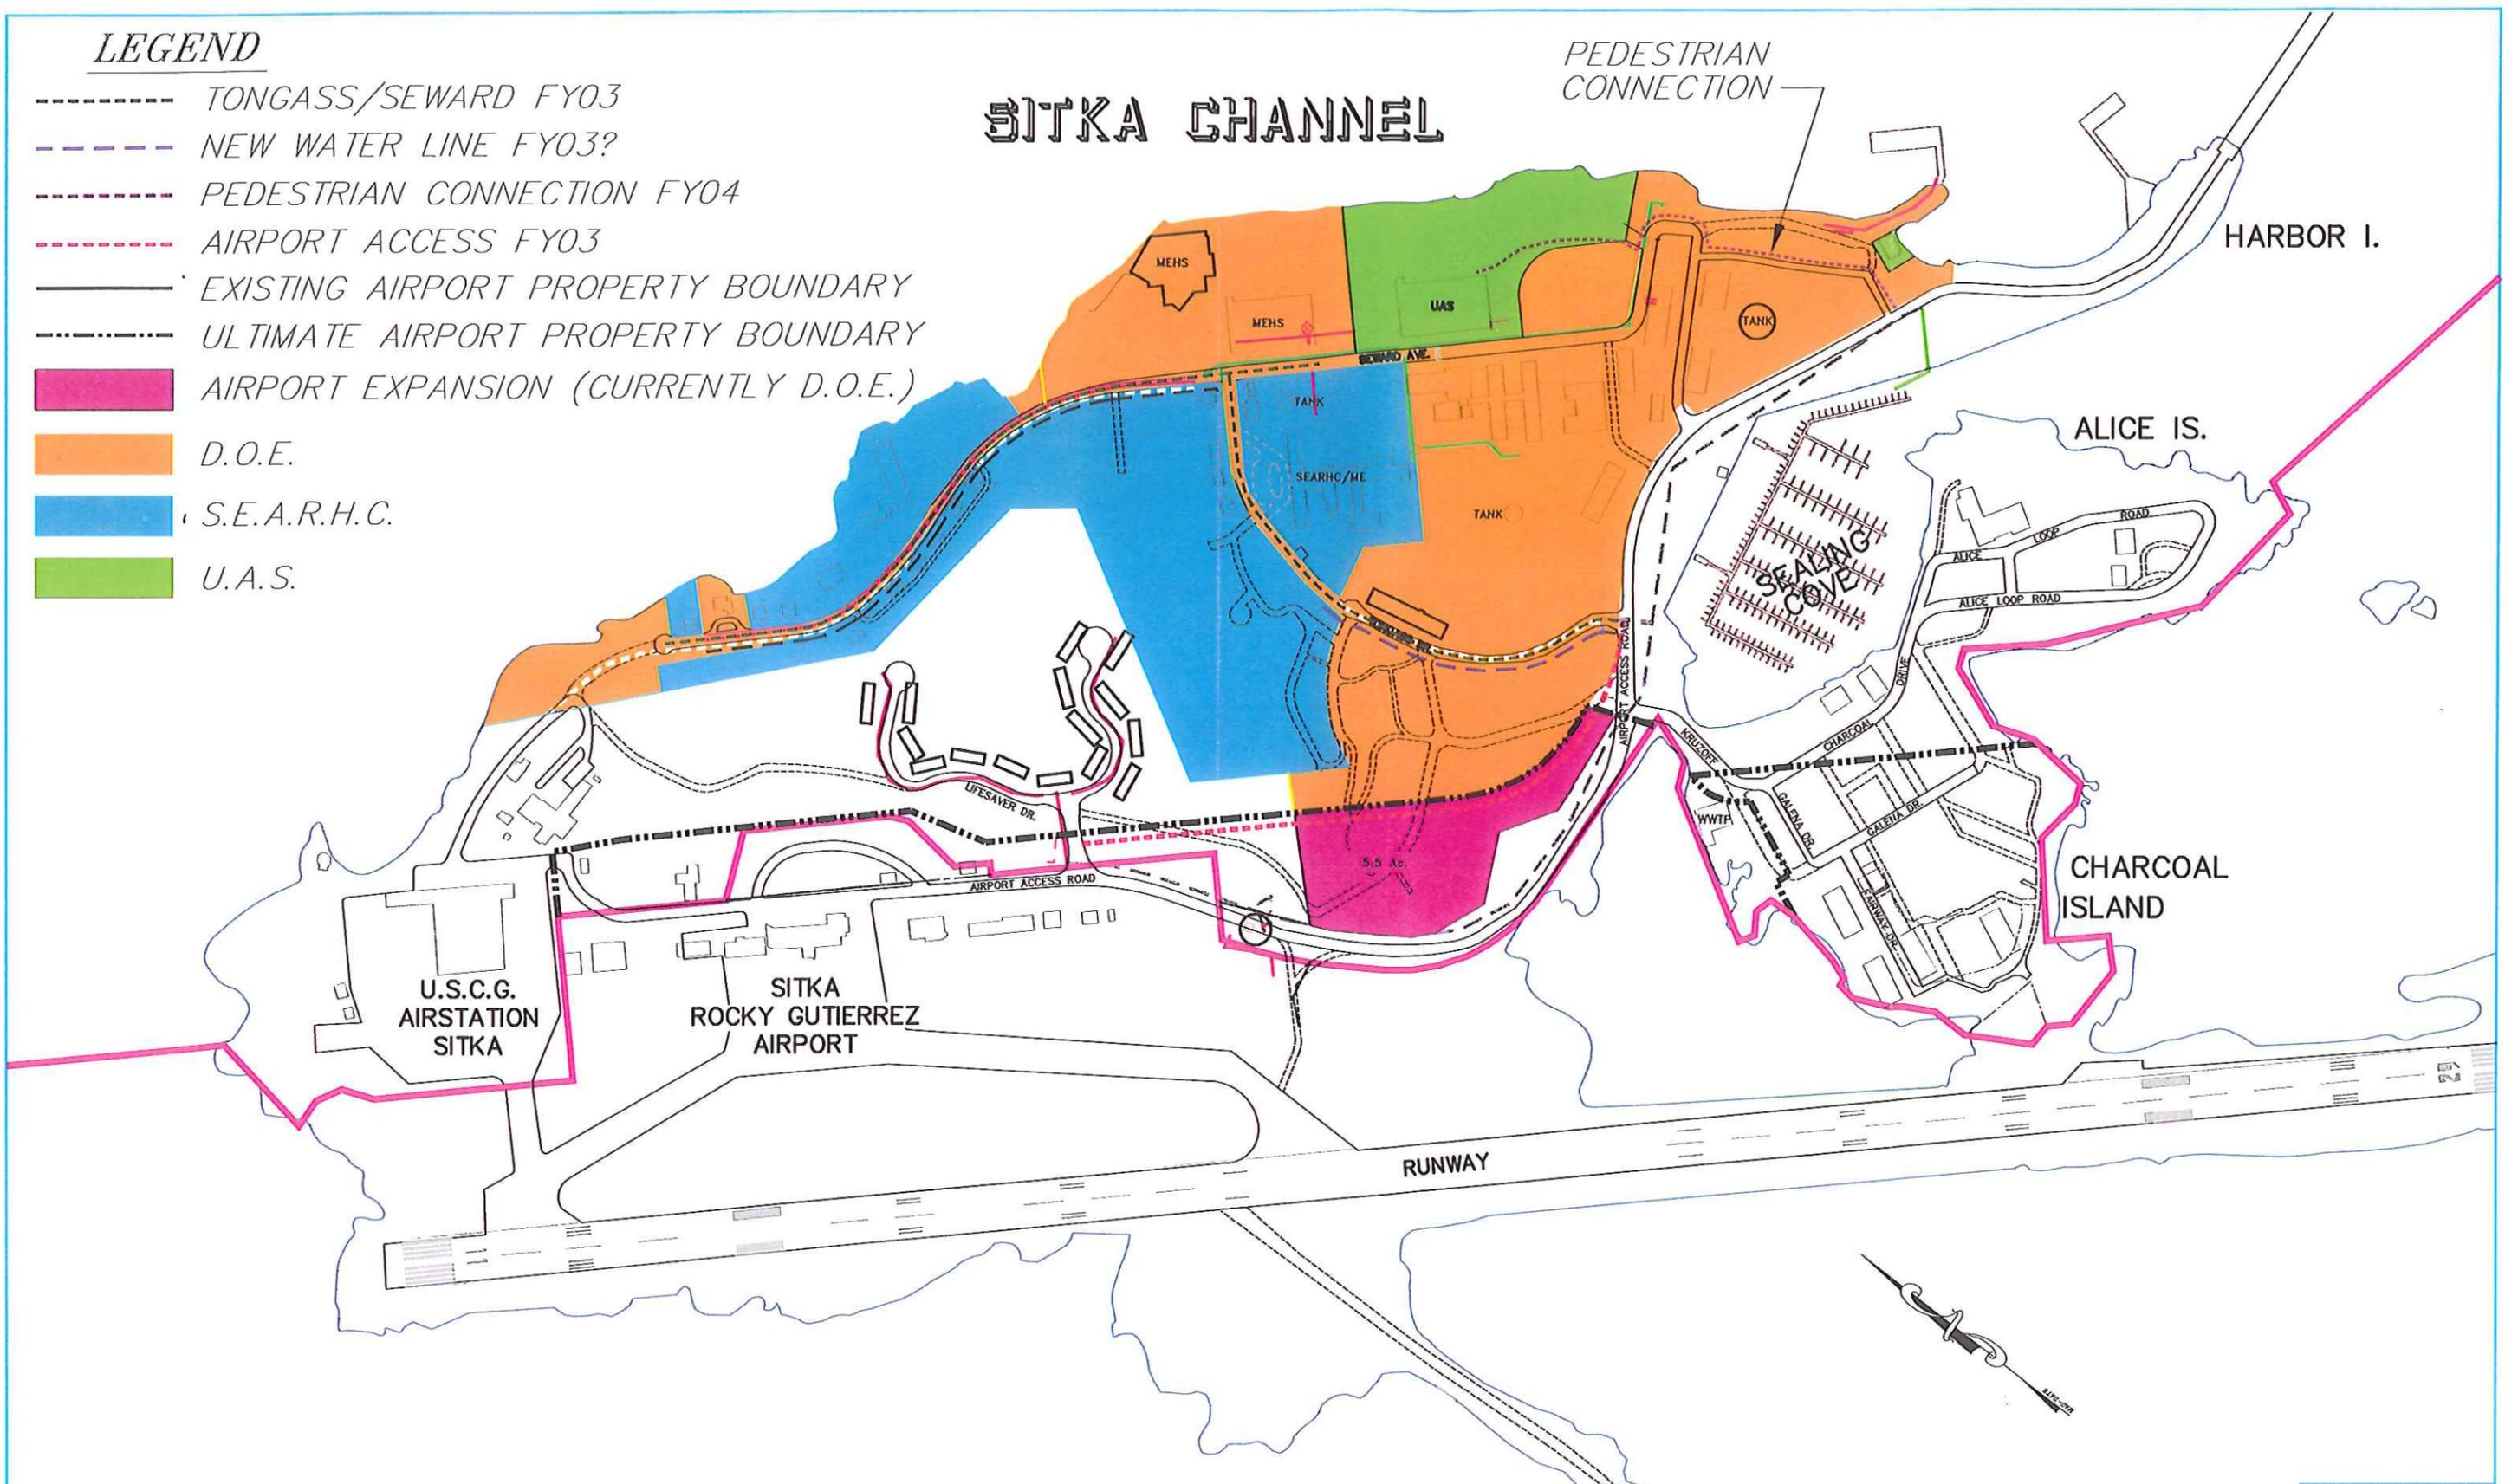 LEGEND
TONGASS/SEWARD FY03
NEW WATER LINE FY03?
PEDESTRIAN CONNECTION FY04
AIRPORT ACCESS FY03
EXISTING AIRPORT PROPERTY BOUNDARY
ULTIMATE AIRPORT PROPERTY BOUNDARY
AIRPORT EXPANSION (CURRENTLY D.O.E.)
D.O.E.
S.E.A.R.H.C.
U.A.S.
SITKA CHANNEL
PEDESTRIAN
CONNECTION
HARBOR I.
MEHS
MEHS
UAS
TANK
SEWARD AVE.
TANK
SEARHC/ME
TANK
ALICE IS.
SEALING
COVE
ALICE LOOP ROAD
ALICE LOOP ROAD
AIRPORT ACCESS ROAD
KRUZOFF
CHARCOAL DRIVE
GALENA DR.
GALENA DR.
WWTP
FAIRWAY DR.
CHARCOAL
ISLAND
LIFESAVER DR.
5.5 Ac.
AIRPORT ACCESS ROAD
U.S.C.G.
AIRSTATION
SITKA
SITKA
ROCKY GUTIERREZ
AIRPORT
RUNWAY